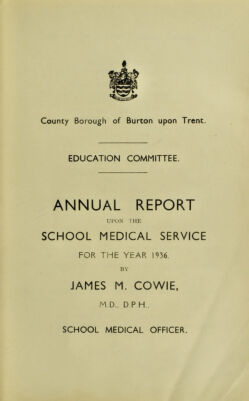 County Borough of Burton upon Trent.
EDUCATION COMMITTEE.
ANNUAL REPORT
UPON THE
SCHOOL MEDICAL SERVICE
FOR THE YEAR 1936.
BY
JAMES M. COWIE,
M.D., D.P.H.,
SCHOOL MEDICAL OFFICER.